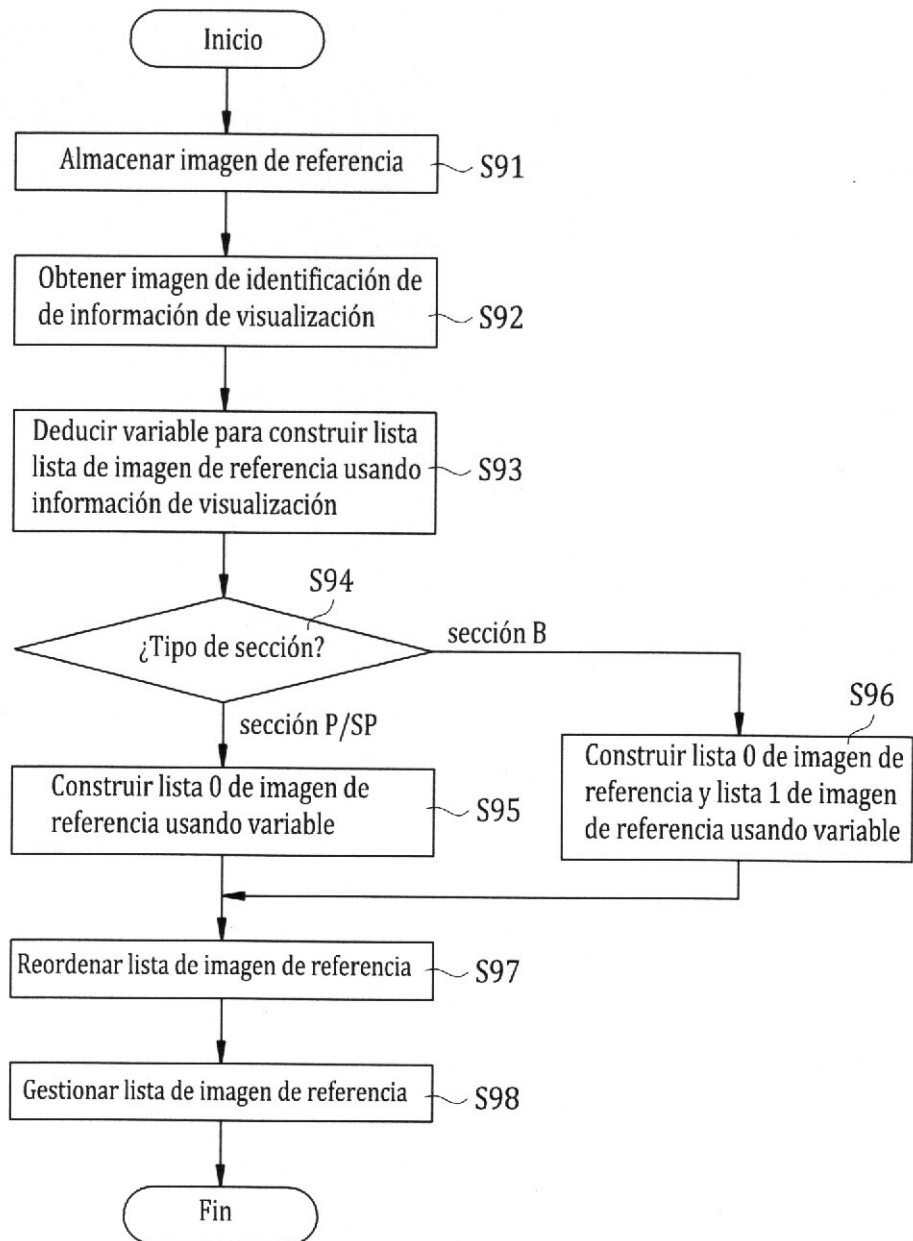 Inicio
Almacenar imagen de referencia
S91
Obtener imagen de identificación de
de información de visualización
S92
Deducir variable para construir lista
lista de imagen de referencia usando
información de visualización
S93
S94
¿Tipo de sección?
sección B
sección P/SP
S96
Construir lista 0 de imagen de
referencia y lista 1 de imagen
de referencia usando variable
Construir lista 0 de imagen de
referencia usando variable
S95
Reordenar lista de imagen de referencia
S97
Gestionar lista de imagen de referencia
S98
Fin